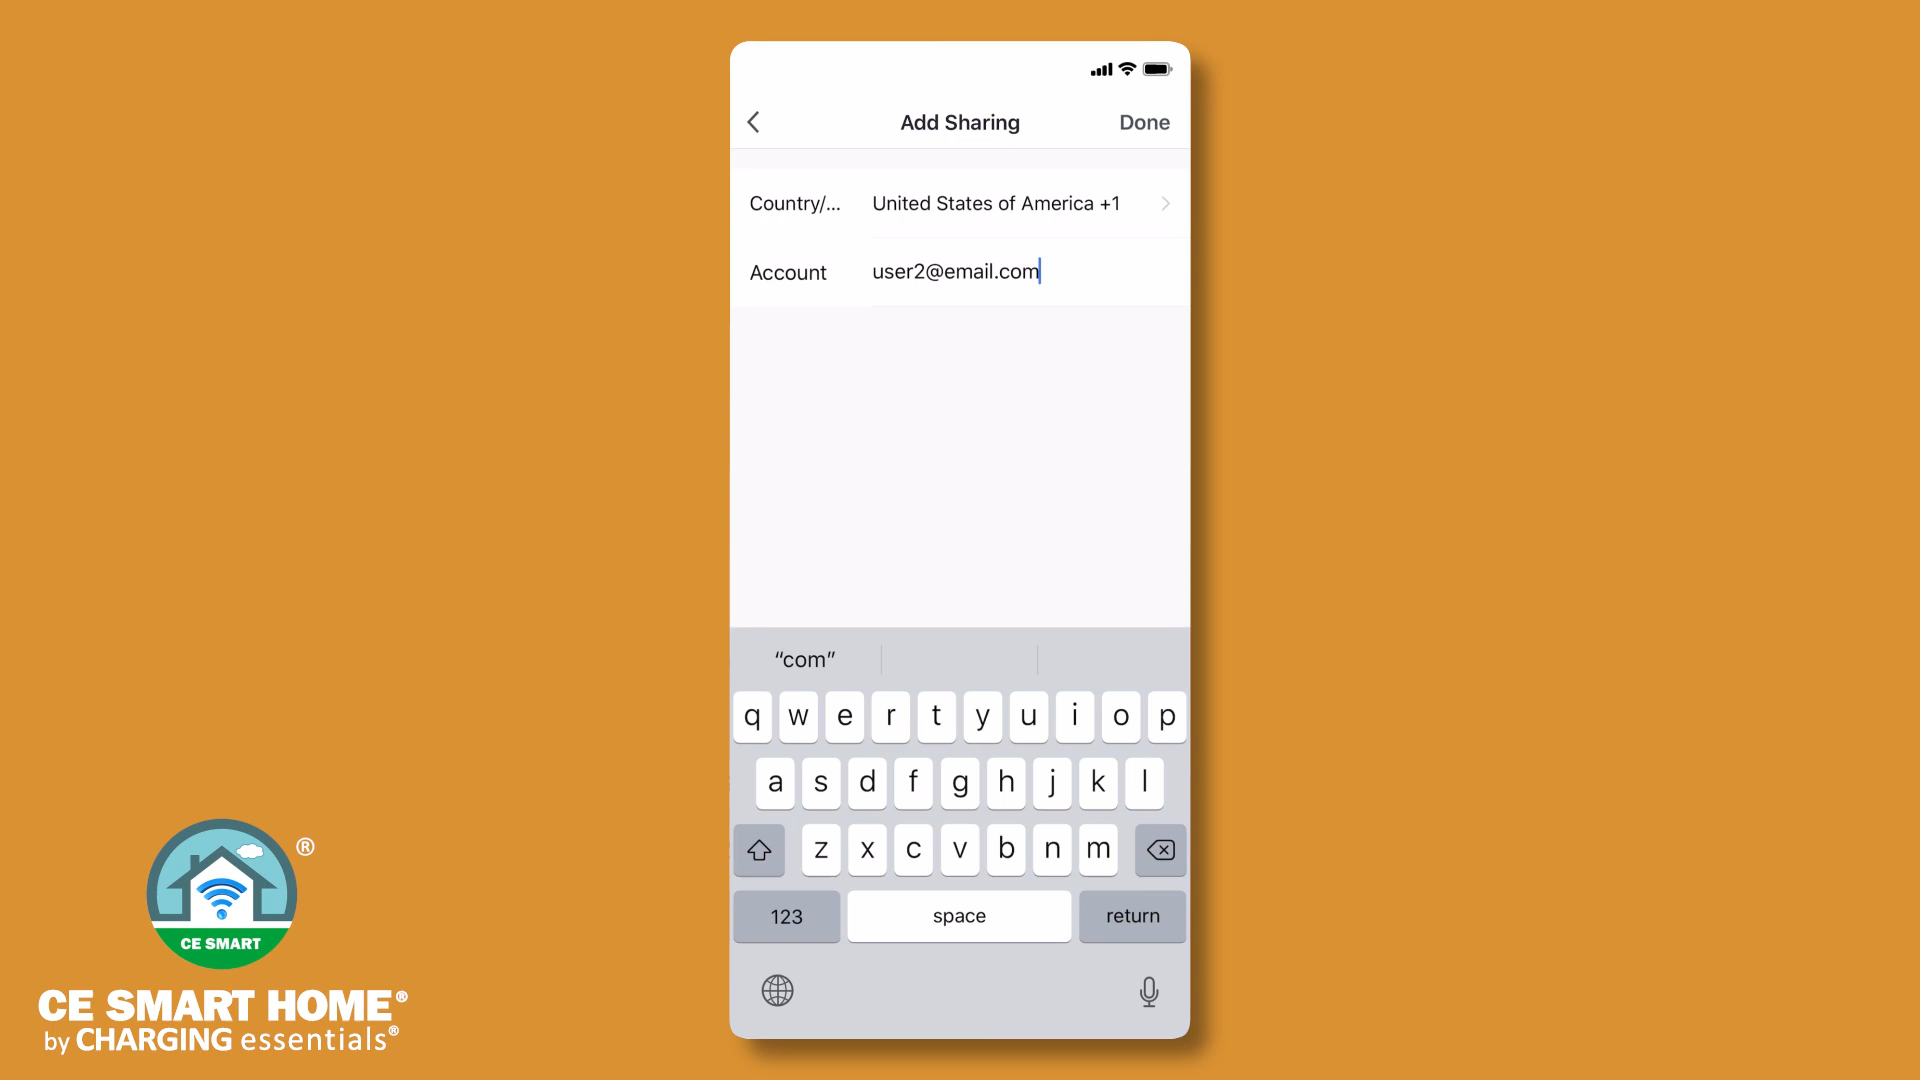 Add Sharing
Done
Country/...
United States of America +1
Account
user2@email.com
“com”
q w e r t y u i o p
a s d f g h j k l
z x c v b n m
123
space
return
®
CE SMART
CE SMART HOME®
by CHARGING essentials®